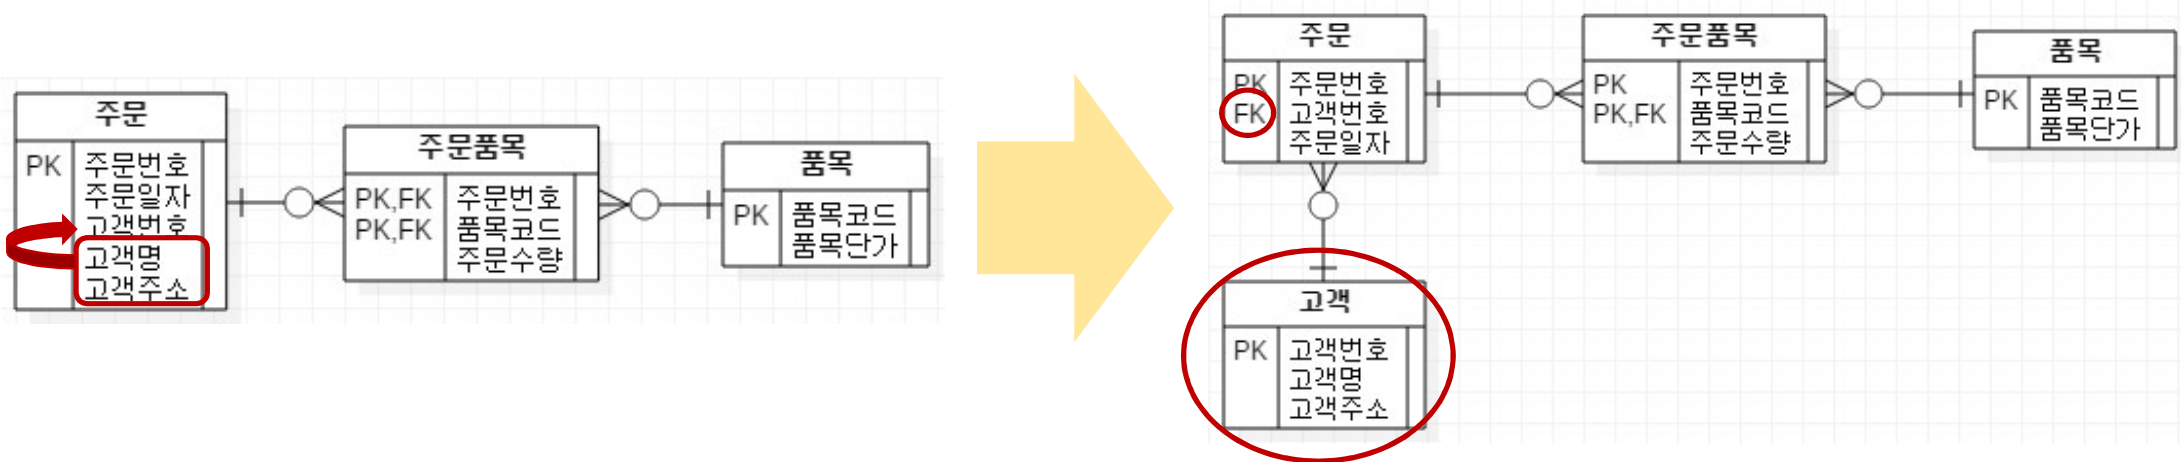 주문
PK 주문번호
주문일자
고객번호
고객명
고객주소
주문품목
PK,FK 주문번호
PK,FK 품목코드
주문수량
품목
PK 품목코드
품목단가
주문
PK 주문번호
FK 고객번호
주문일자
주문품목
PK 주문번호
PK,FK 품목코드
주문수량
품목
PK 품목코드
품목단가
고객
PK 고객번호
고객명
고객주소